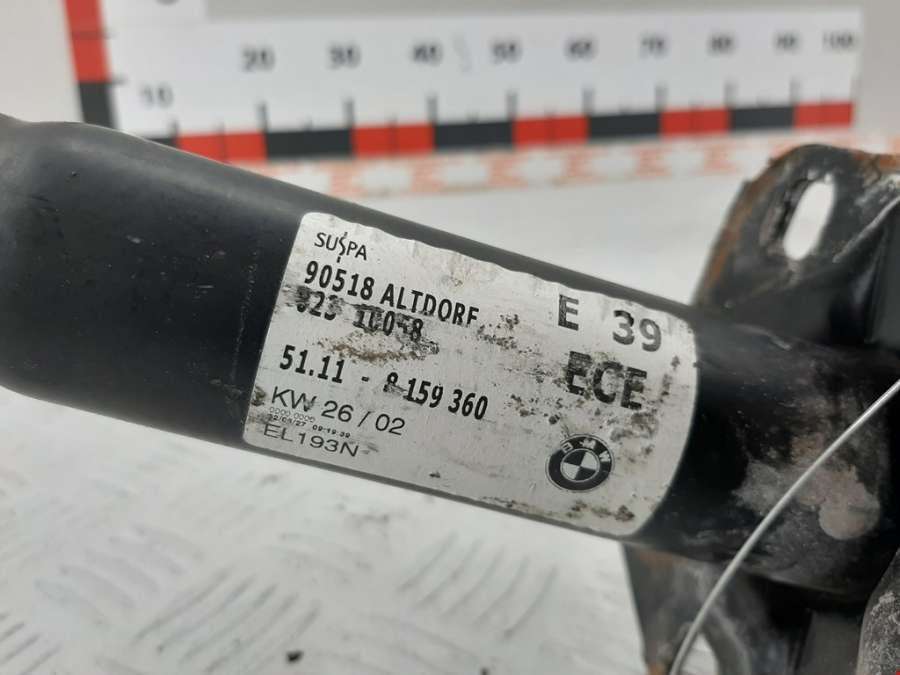 10 20 30 40 50 60 70 80 90 100
SUSPA
90518 ALTDORF
E 39
ECE
51.11 - 8 159 360
KW 26/02
EL193N
BMW